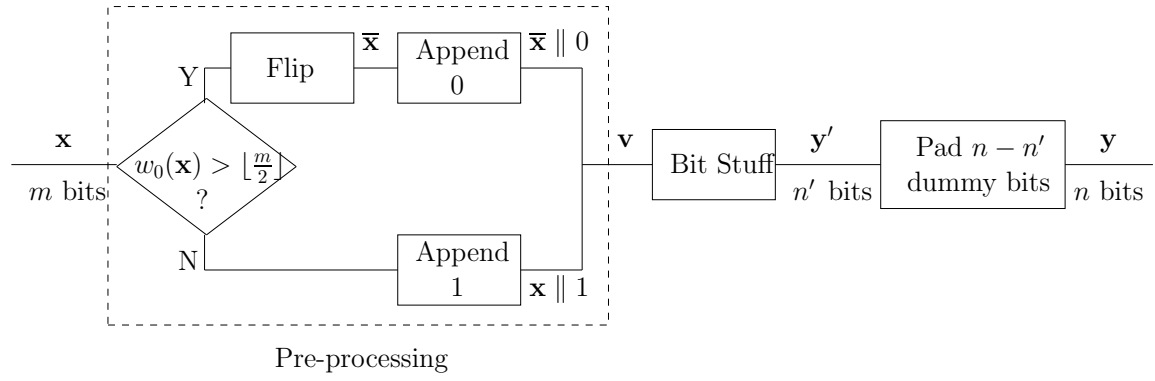 x
m bits
w₀(x) > ⌊m/2⌋
?
Y
N
Flip
x̅
Append
0
x̅ ∥ 0
Append
1
x ∥ 1
v
Bit Stuff
y′
n′ bits
Pad n − n′
dummy bits
y
n bits
Pre-processing